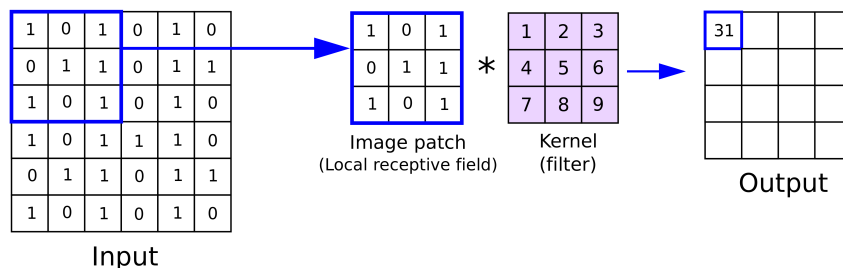 1 0 1 0 1 0
0 1 1 0 1 1
1 0 1 0 1 0
1 0 1 1 1 0
0 1 1 0 1 1
1 0 1 0 1 0
Input
1 0 1
0 1 1
1 0 1
Image patch
(Local receptive field)
*
1 2 3
4 5 6
7 8 9
Kernel
(filter)
31
Output